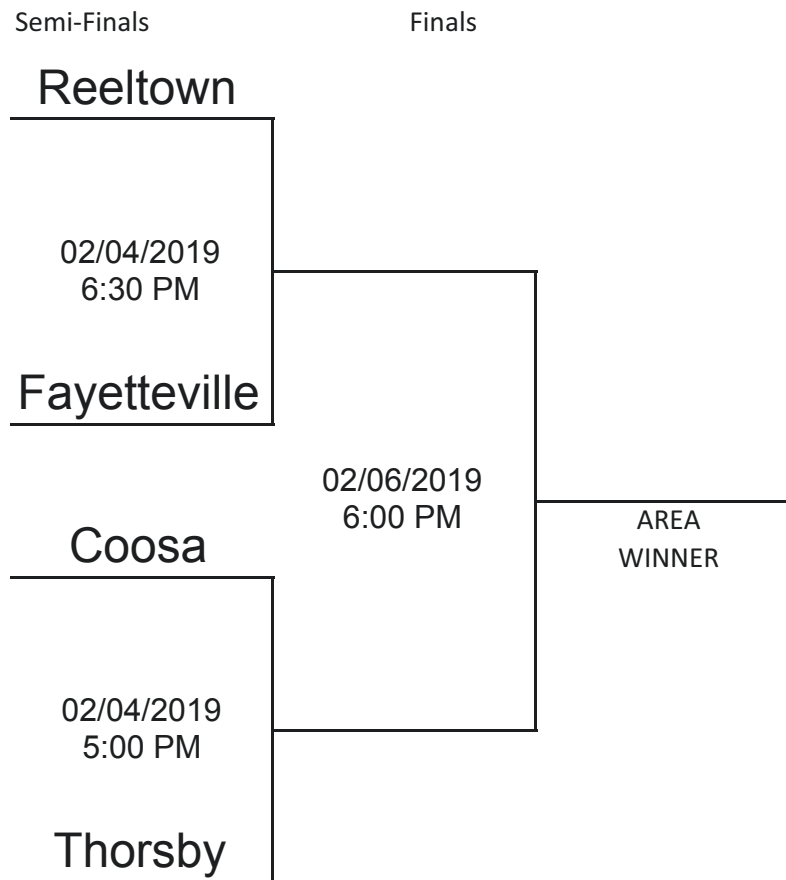 Semi-Finals
Finals
Reeltown
02/04/2019
6:30 PM
Fayetteville
02/06/2019
6:00 PM
AREA
WINNER
Coosa
02/04/2019
5:00 PM
Thorsby